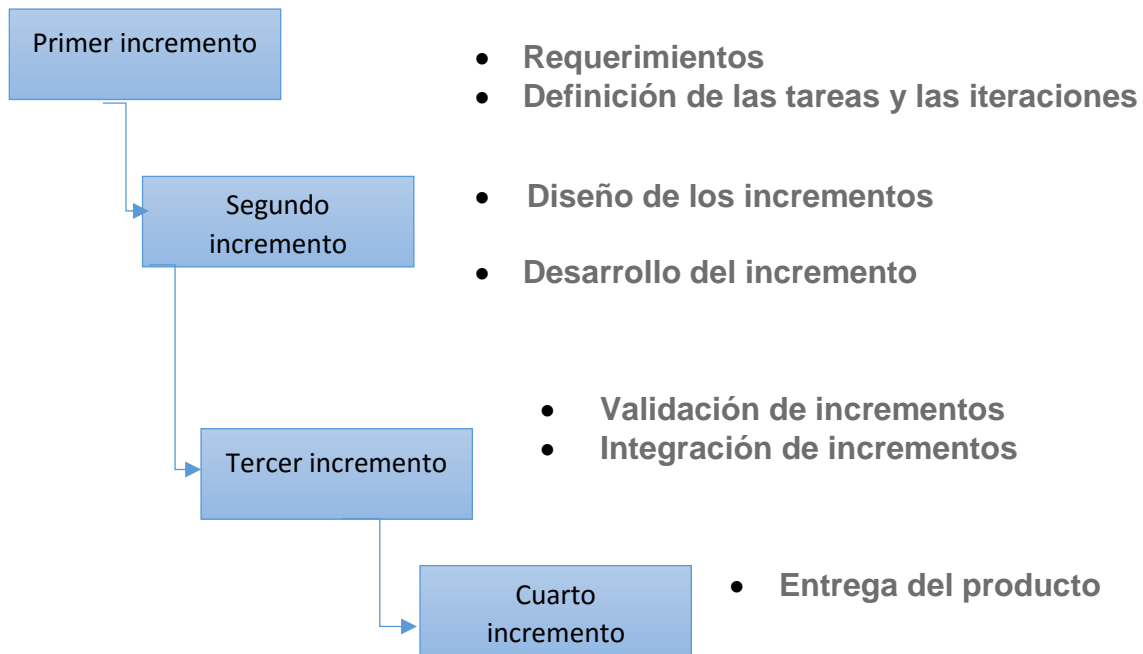 Primer incremento
• Requerimientos
• Definición de las tareas y las iteraciones
Segundo
incremento
• Diseño de los incrementos
• Desarrollo del incremento
Tercer incremento
• Validación de incrementos
• Integración de incrementos
Cuarto
incremento
• Entrega del producto